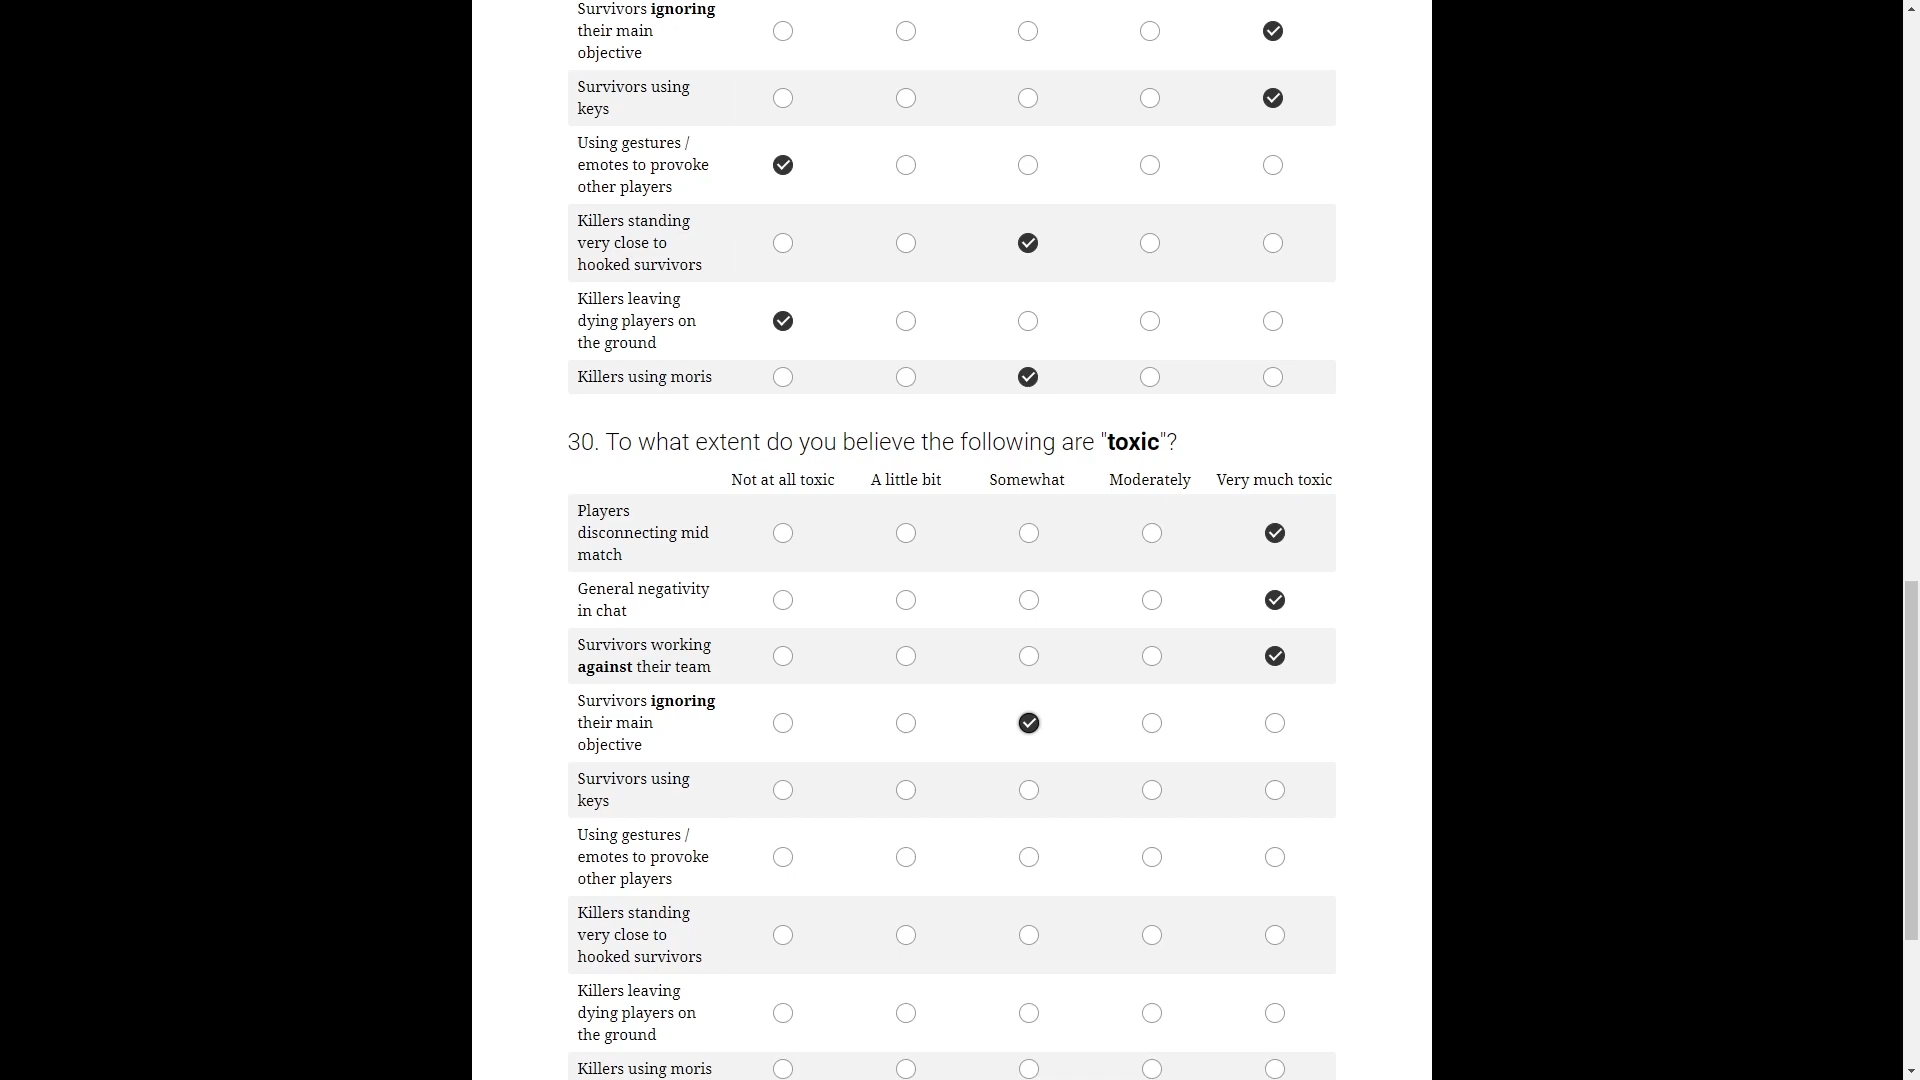 Survivors ignoring
their main
objective
Survivors using
keys
Using gestures /
emotes to provoke
other players
Killers standing
very close to
hooked survivors
Killers leaving
dying players on
the ground
Killers using moris
30. To what extent do you believe the following are "toxic"?
Not at all toxic A little bit Somewhat Moderately Very much toxic
Players
disconnecting mid
match
General negativity
in chat
Survivors working
against their team
Survivors ignoring
their main
objective
Survivors using
keys
Using gestures /
emotes to provoke
other players
Killers standing
very close to
hooked survivors
Killers leaving
dying players on
the ground
Killers using moris